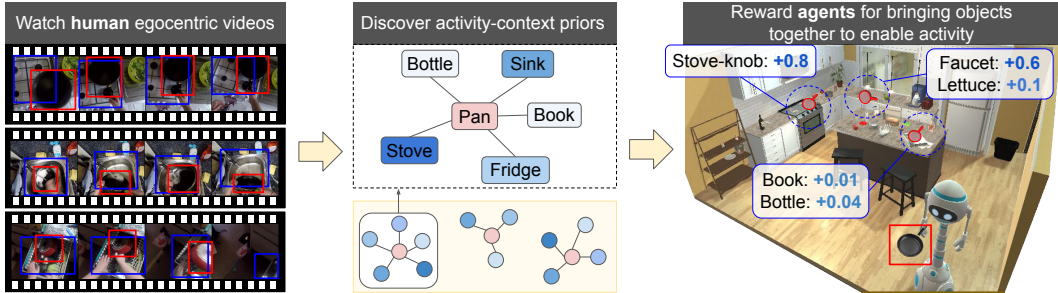 Watch human egocentric videos
Discover activity-context priors
Reward agents for bringing objects
together to enable activity
Bottle
Sink
Pan
Book
Stove
Fridge
Stove-knob: +0.8
Faucet: +0.6
Lettuce: +0.1
Book: +0.01
Bottle: +0.04